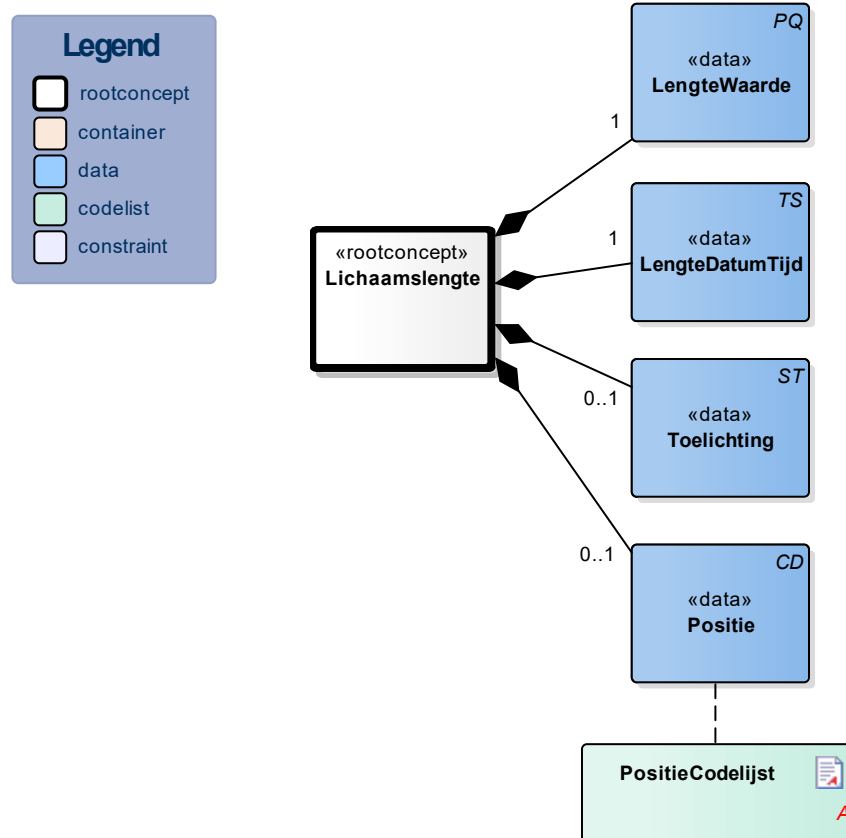 Legend
rootconcept
container
data
codelist
constraint
PQ
«data»
LengteWaarde
1
TS
«data»
LengteDatumTijd
1
«rootconcept»
Lichaamslengte
ST
«data»
Toelichting
0..1
CD
«data»
Positie
0..1
PositieCodelijst
A